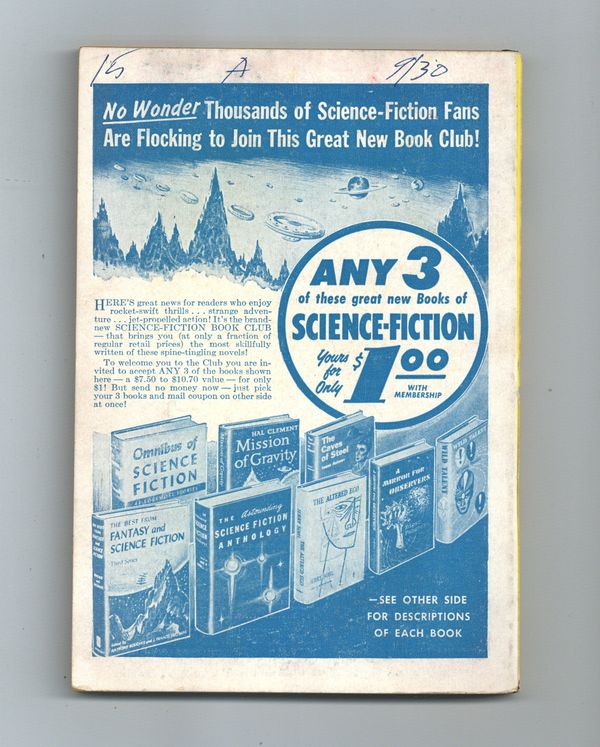 15 A 9/30
No Wonder Thousands of Science-Fiction Fans
Are Flocking to Join This Great New Book Club!
ANY 3
of these great new Books of
SCIENCE-FICTION
Yours for Only $1.00
WITH MEMBERSHIP
HERE'S great news for readers who enjoy
rocket-swift thrills . . . strange adven-
ture . . . jet-propelled action! It's the brand-
new SCIENCE-FICTION BOOK CLUB
— that brings you (at only a fraction of
regular retail prices) the most skillfully
written of these spine-tingling novels!
To welcome you to the Club you are in-
vited to accept ANY 3 of the books shown
here — a $7.50 to $10.70 value — for only
$1! But send no money now — just pick
your 3 books and mail coupon on other side
at once!
Omnibus of
SCIENCE
FICTION
HAL CLEMENT
Mission
of Gravity
The
Caves
of Steel
Isaac Asimov
A
MIRROR FOR
OBSERVERS
WILD TALENT
THE BEST FROM
FANTASY and
SCIENCE FICTION
Third Series
THE Astounding
SCIENCE FICTION
ANTHOLOGY
THE ALTERED EGO
JERRY SOHL
—SEE OTHER SIDE
FOR DESCRIPTIONS
OF EACH BOOK